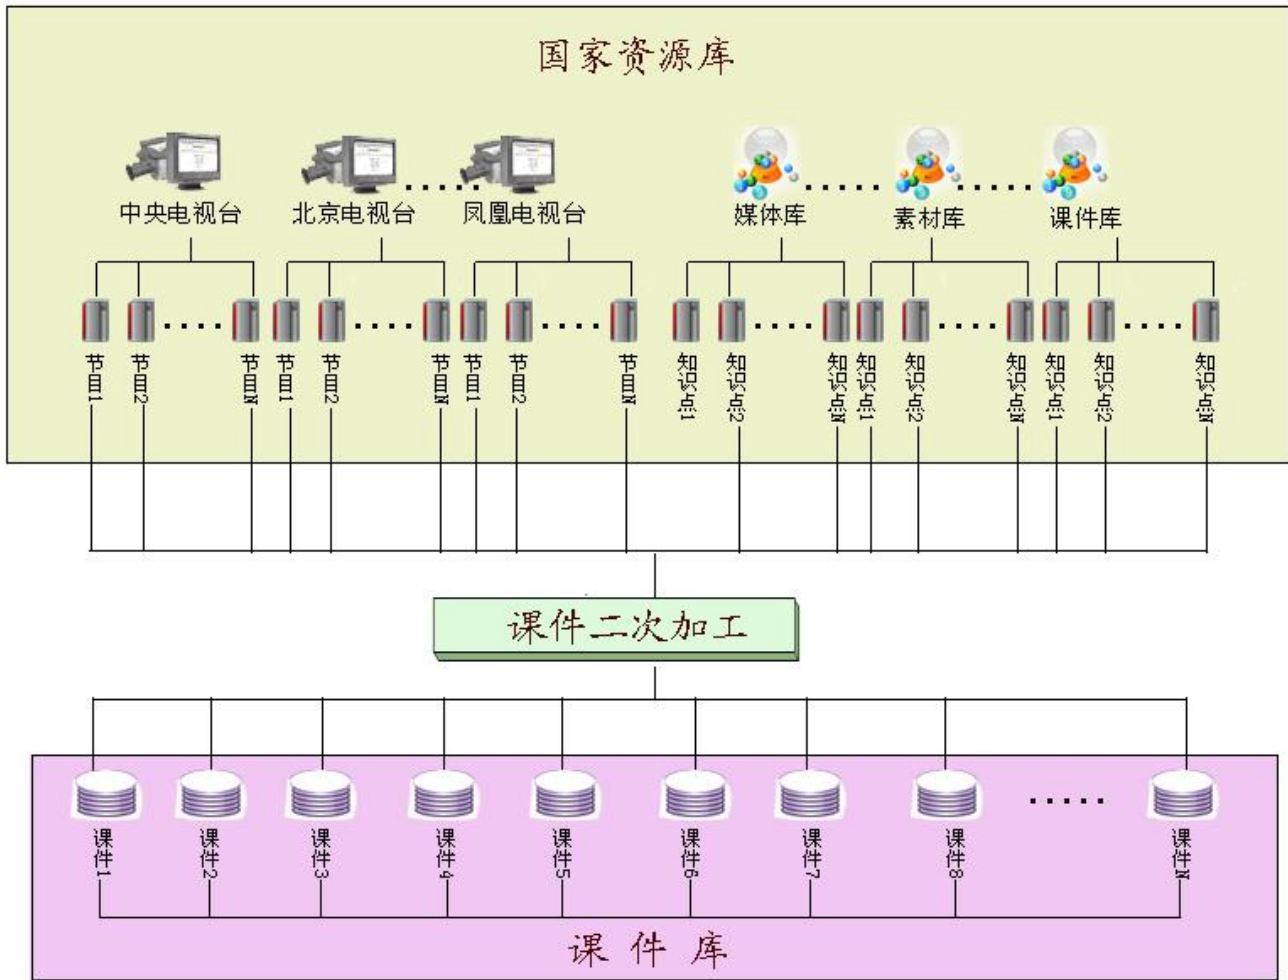 国家资源库
中央电视台
北京电视台
凤凰电视台
媒体库
素材库
课件库
节目1
节目2
节目N
节目1
节目2
节目N
节目1
节目2
节目N
知识点1
知识点2
知识点N
知识点1
知识点2
知识点N
知识点1
知识点2
知识点N
课件二次加工
课件1
课件2
课件3
课件4
课件5
课件6
课件7
课件8
课件N
课件库